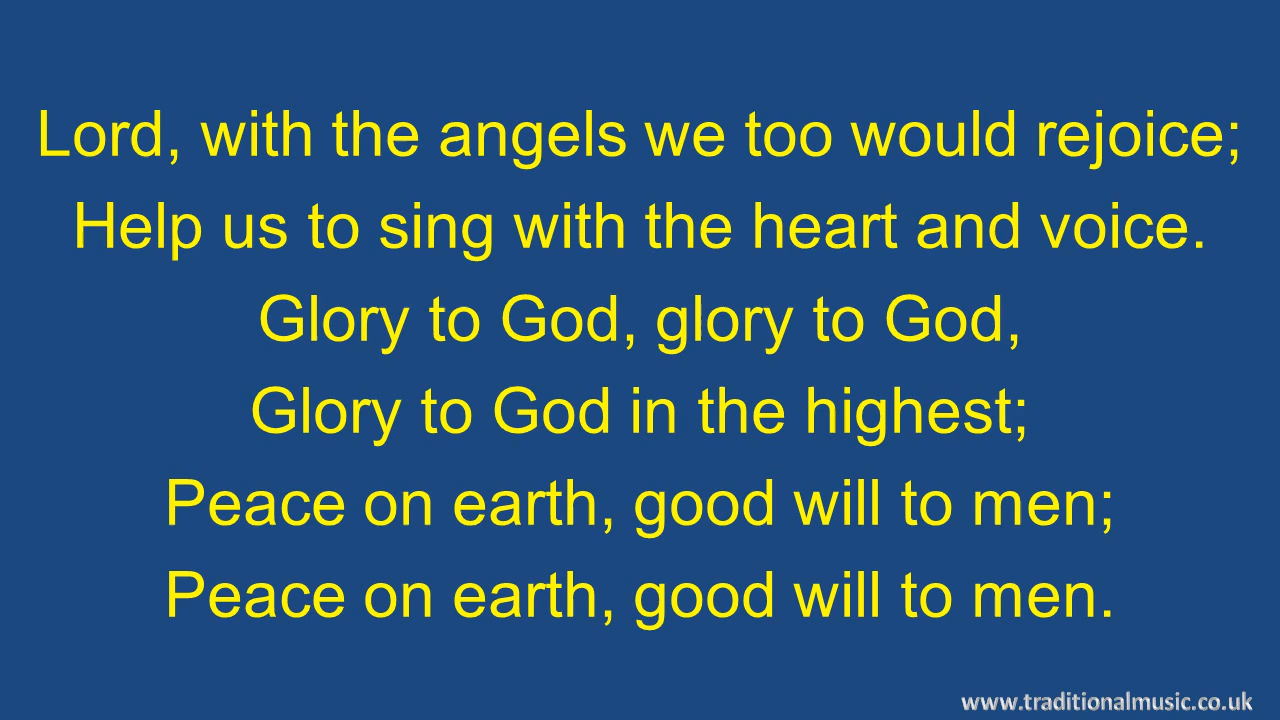 Lord, with the angels we too would rejoice;
Help us to sing with the heart and voice.
Glory to God, glory to God,
Glory to God in the highest;
Peace on earth, good will to men;
Peace on earth, good will to men.
www.traditionalmusic.co.uk